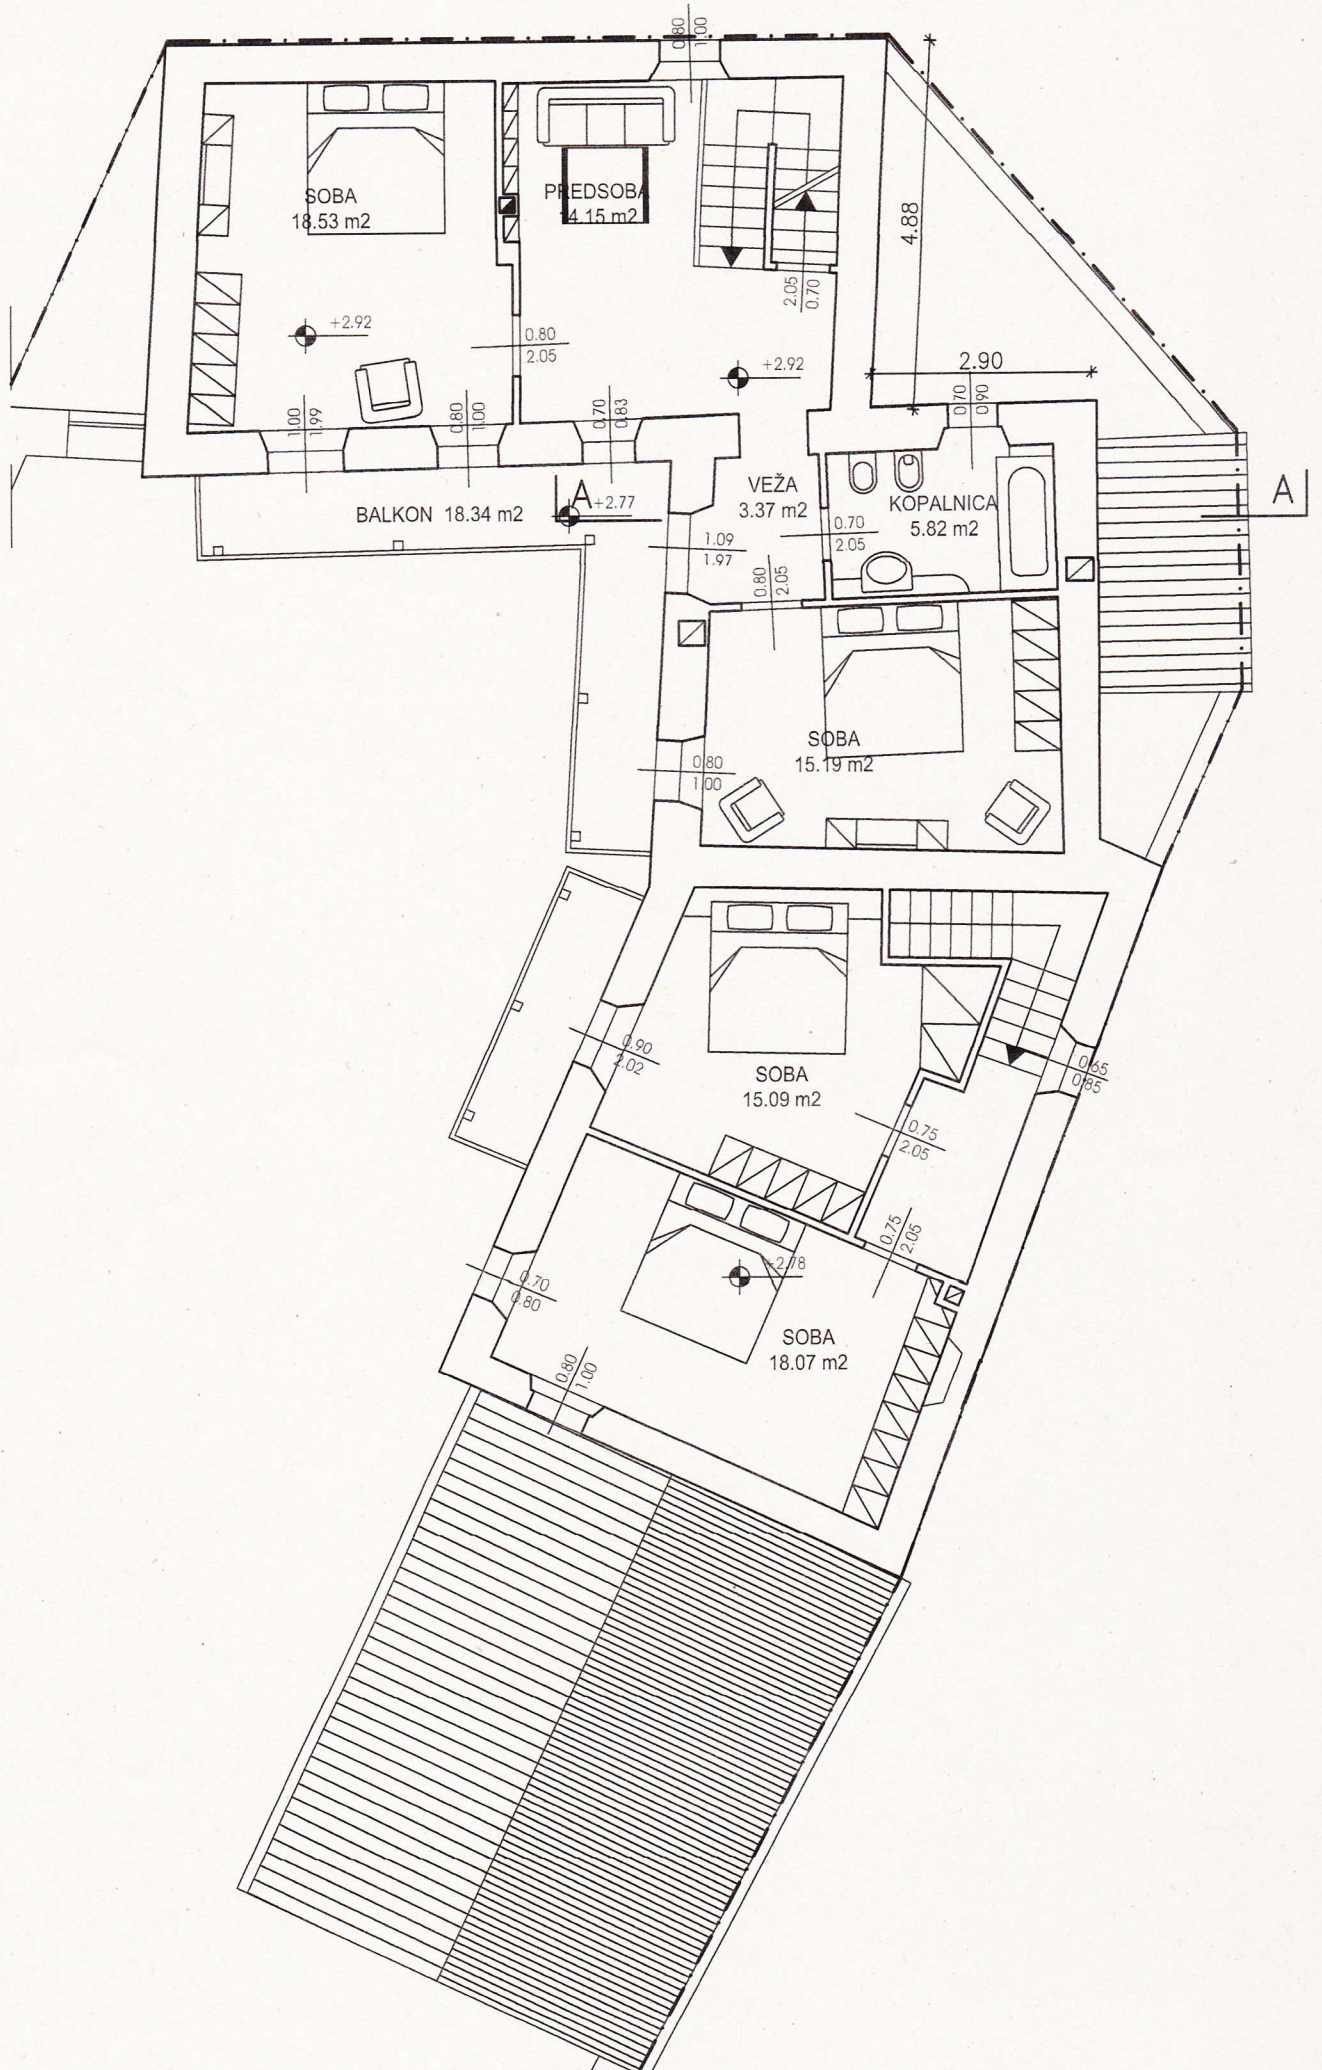 0.80
1.00
SOBA
18.53 m2
PREDSOBA
14.15 m2
4.88
2.05
0.70
+2.92
0.80
2.05
+2.92
2.90
1.00
1.99
0.80
1.00
0.70
0.83
0.70
0.90
BALKON 18.34 m2
A
+2.77
VEŽA
3.37 m2
KOPALNICA
5.82 m2
A
1.09
1.97
0.70
2.05
0.80
2.05
SOBA
15.19 m2
0.80
1.00
0.90
2.02
SOBA
15.09 m2
0.65
0.85
0.75
2.05
0.75
2.05
+2.78
0.70
0.80
SOBA
18.07 m2
0.80
1.00